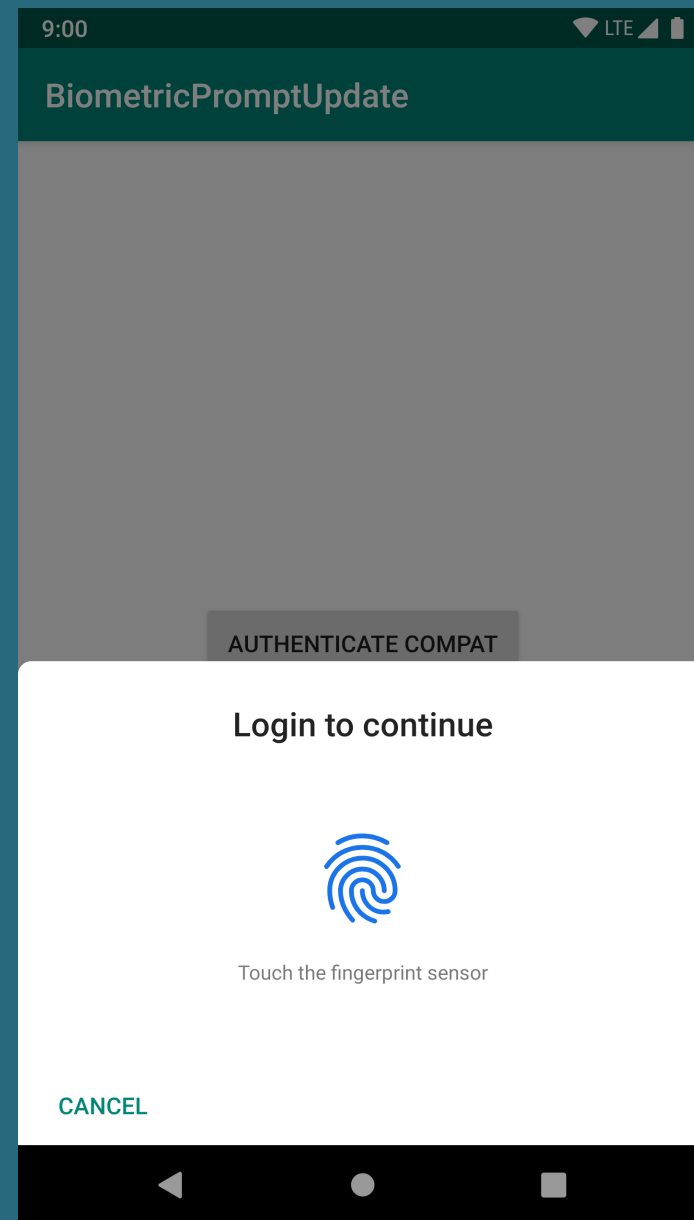 9:00 LTE
BiometricPromptUpdate
AUTHENTICATE COMPAT
Login to continue
Touch the fingerprint sensor
CANCEL